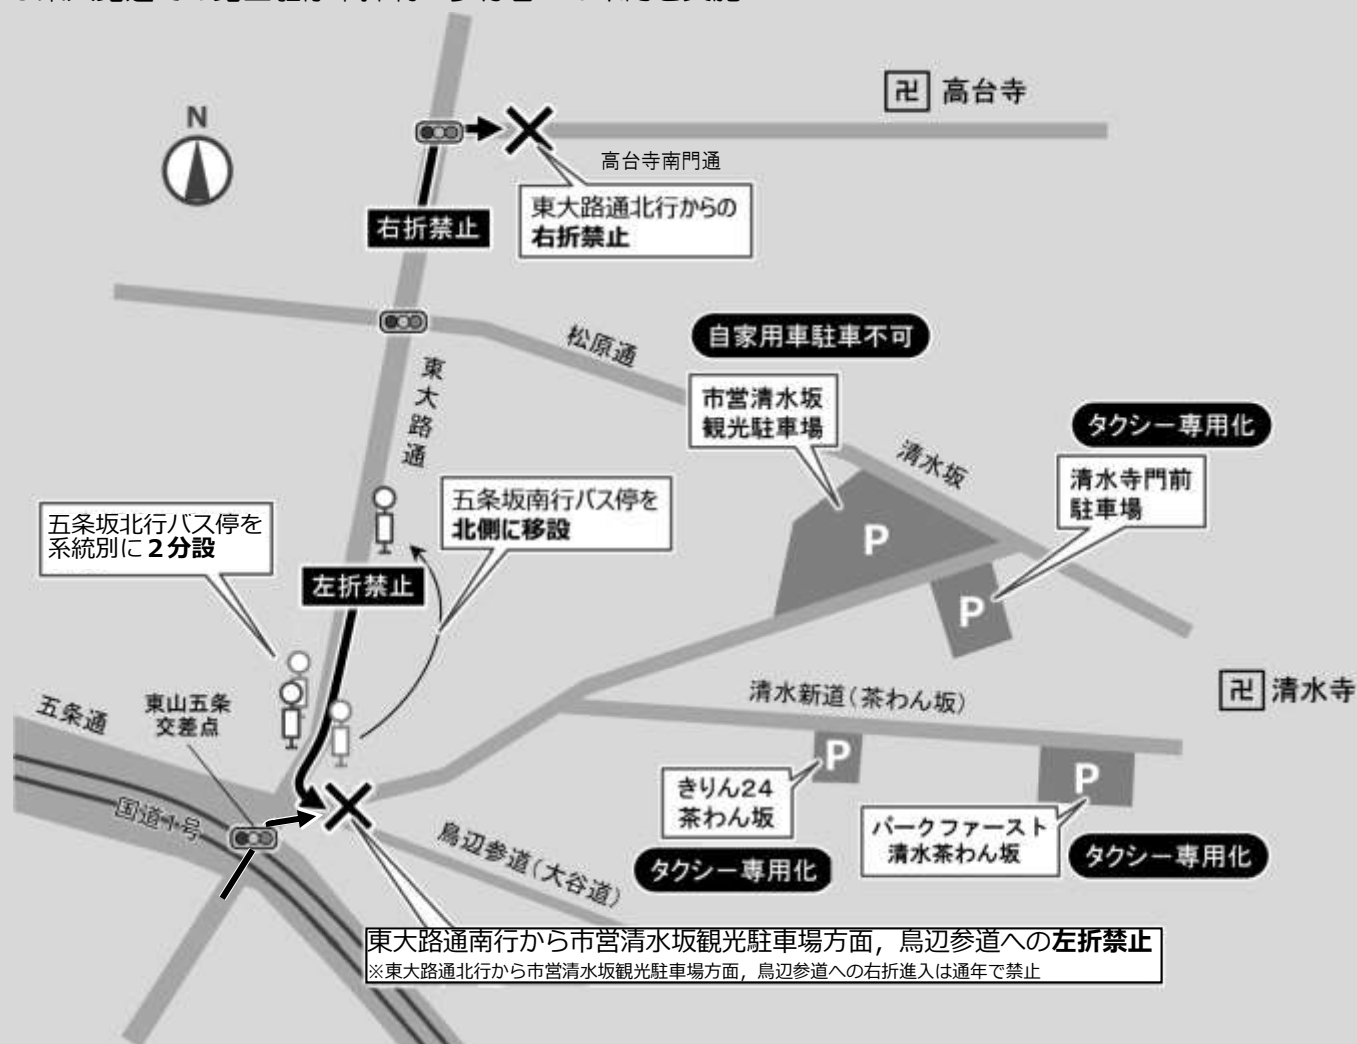 N
卍 高台寺
高台寺南門通
東大路通北行からの
右折禁止
右折禁止
松原通
自家用車駐車不可
市営清水坂
観光駐車場
東大路通
清水坂
タクシー専用化
清水寺門前
駐車場
五条坂南行バス停を
北側に移設
五条坂北行バス停を
系統別に2分設
左折禁止
P
P
卍 清水寺
清水新道(茶わん坂)
五条通
東山五条
交差点
国道1号
P
P
きりん24
茶わん坂
タクシー専用化
パークファースト
清水茶わん坂
タクシー専用化
鳥辺参道(大谷道)
東大路通南行から市営清水坂観光駐車場方面，鳥辺参道への左折禁止
※東大路通北行から市営清水坂観光駐車場方面，鳥辺参道への右折進入は通年で禁止